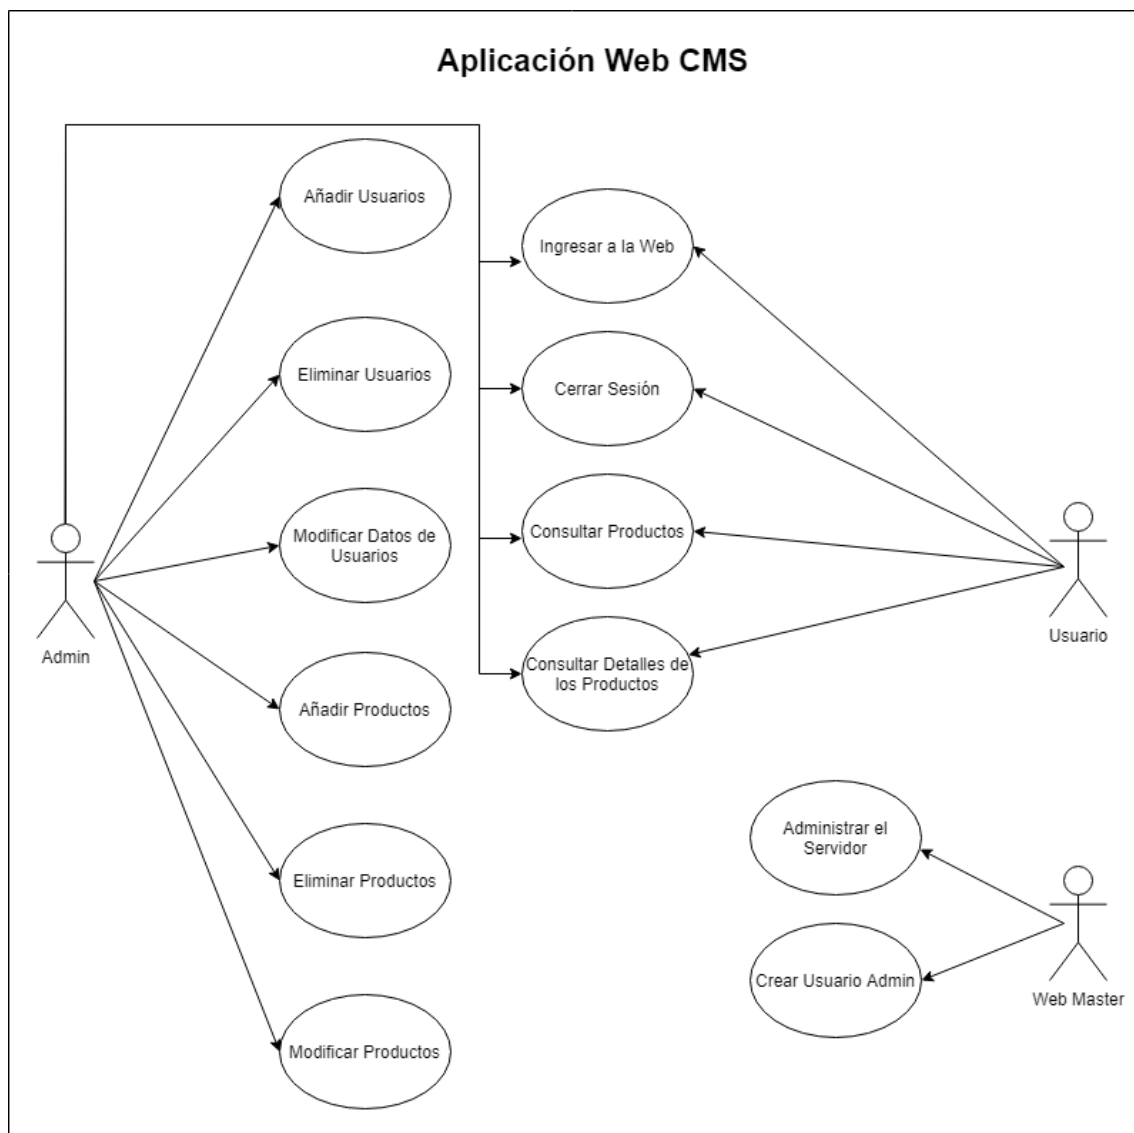 Aplicación Web CMS
Añadir Usuarios
Ingresar a la Web
Eliminar Usuarios
Cerrar Sesión
Modificar Datos de
Usuarios
Consultar Productos
Admin
Usuario
Consultar Detalles de
los Productos
Añadir Productos
Administrar el
Servidor
Eliminar Productos
Crear Usuario Admin
Web Master
Modificar Productos